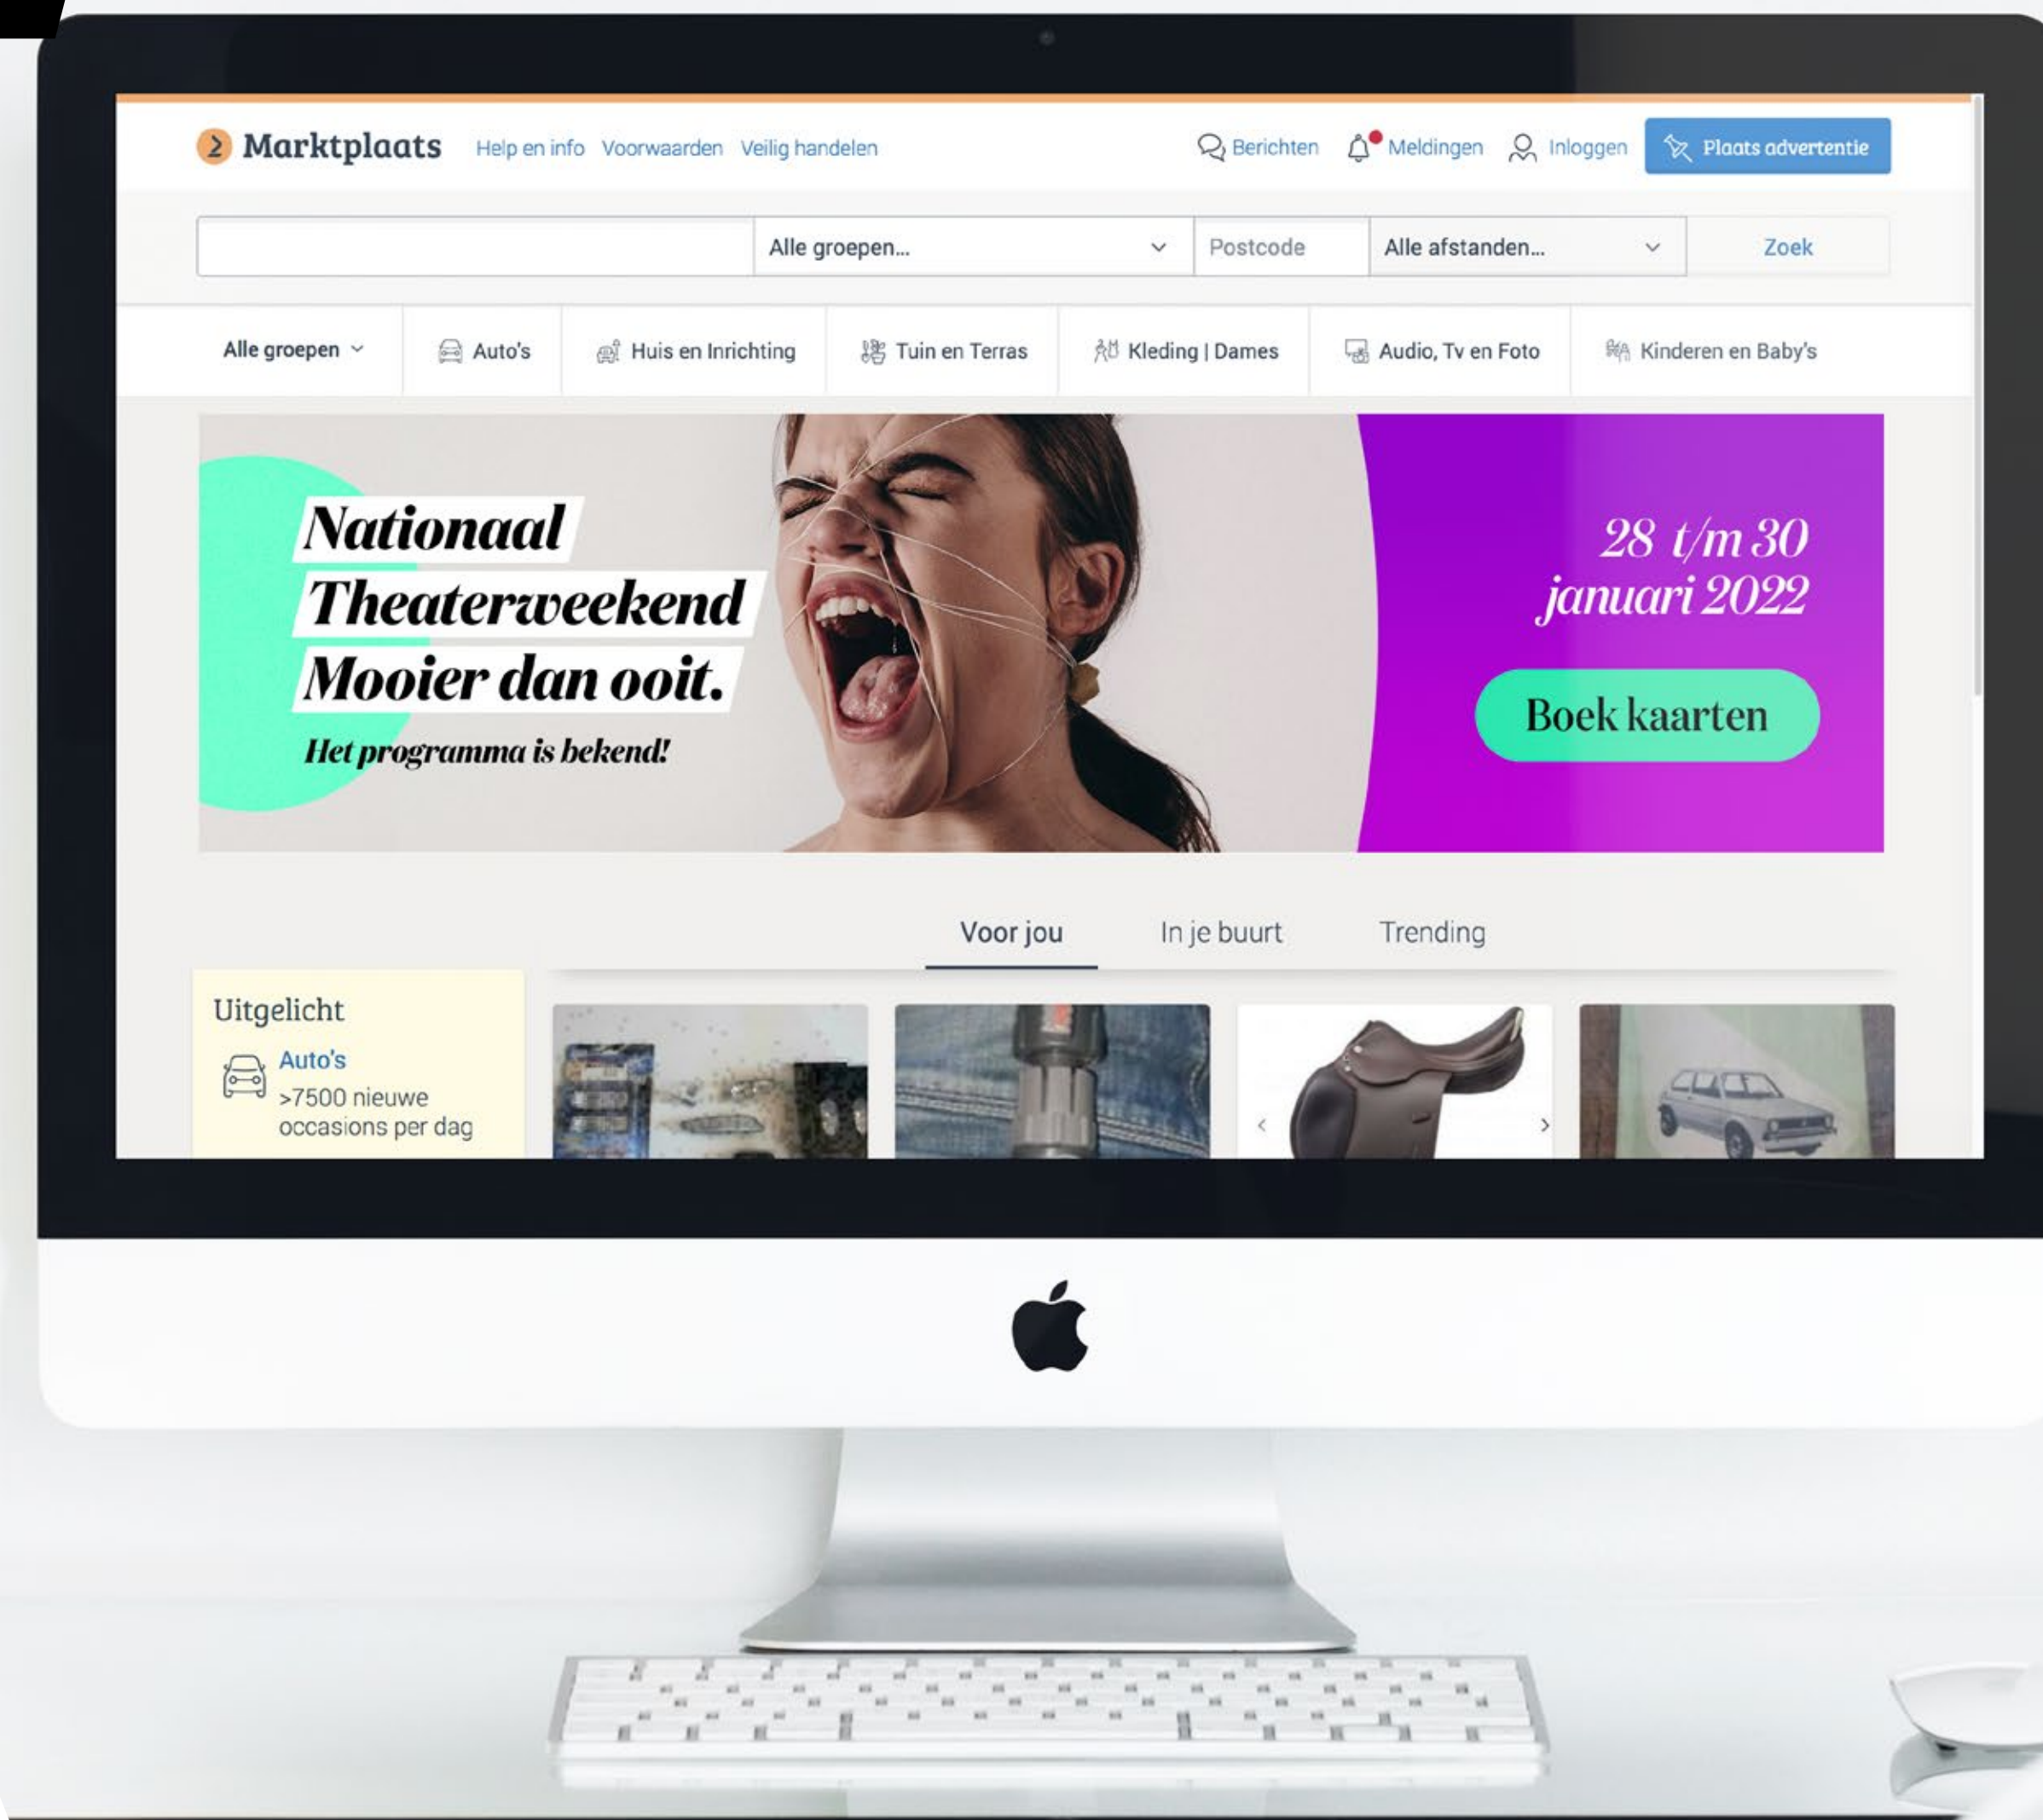 Marktplaats Help en info Voorwaarden Veilig handelen Berichten Meldingen Inloggen Plaats advertentie
Alle groepen... Postcode Alle afstanden... Zoek
Alle groepen Auto's Huis en Inrichting Tuin en Terras Kleding | Dames Audio, Tv en Foto Kinderen en Baby's
Nationaal
Theaterweekend
Mooier dan ooit.
Het programma is bekend!
28 t/m 30
januari 2022
Boek kaarten
Voor jou In je buurt Trending
Uitgelicht
Auto's
>7500 nieuwe
occasions per dag